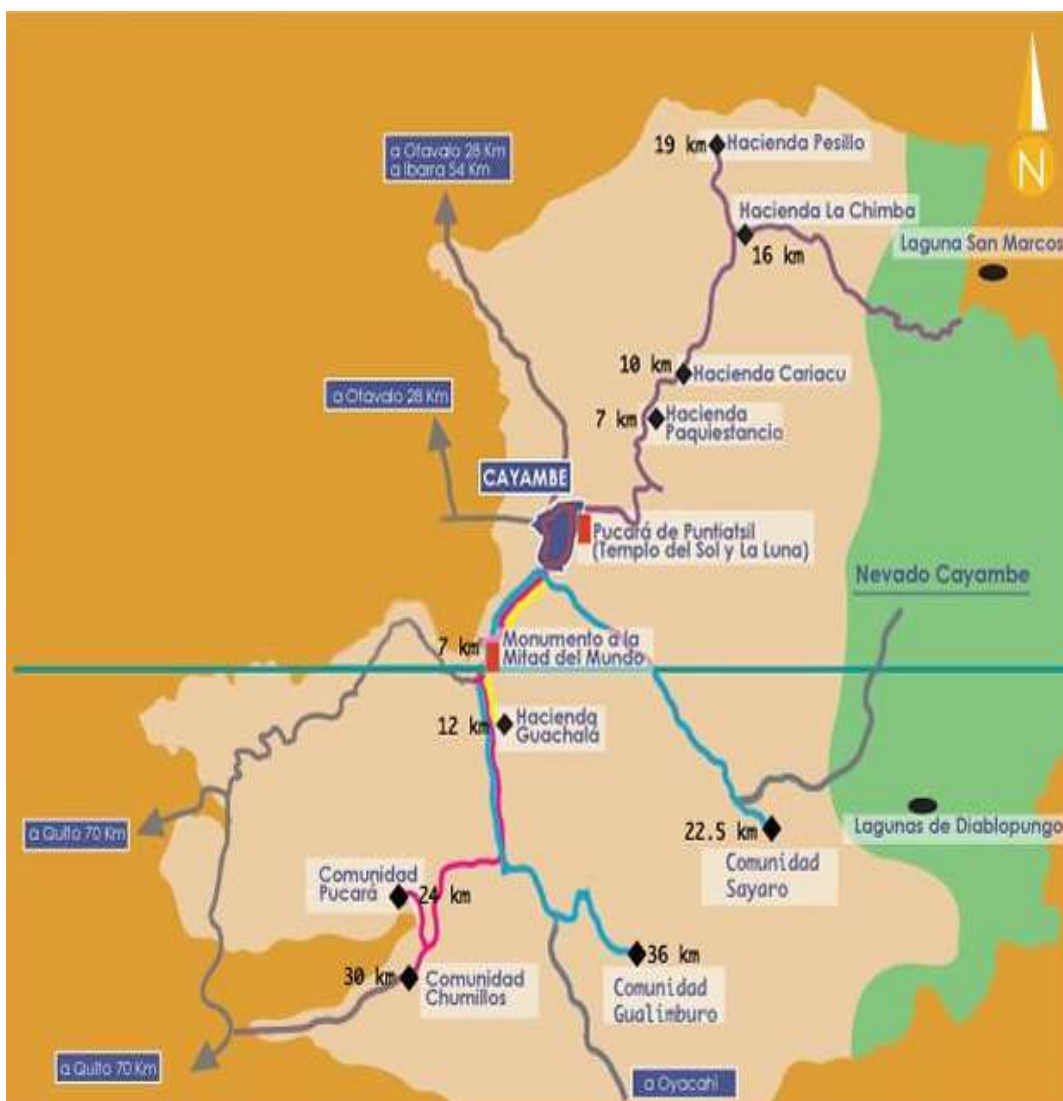 a Otavalo 28 Km
a Ibarra 54 Km
19 km
Hacienda Pesillo
Hacienda La Chimba
16 km
Laguna San Marcos
N
10 km
Hacienda Cariacu
a Otavalo 28 Km
7 km
Hacienda
Paquiestancia
CAYAMBE
Pucará de Puntiatsil
(Templo del Sol y La Luna)
Nevado Cayambe
7 km
Monumento a la
Mitad del Mundo
12 km
Hacienda
Guachalá
a Quito 70 Km
22.5 km
Lagunas de Diablopungo
Comunidad
Sayaro
Comunidad
Pucará
24 km
36 km
30 km
Comunidad
Chumillos
Comunidad
Gualimburo
a Quito 70 Km
a Oyacahi